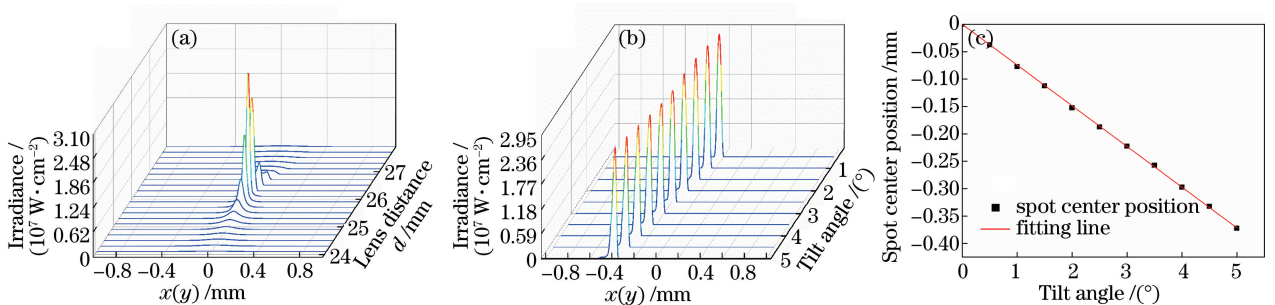 (a)
Irradiance /
(10⁷ W·cm⁻²)
3.10
2.48
1.86
1.24
0.62
0
−0.8 −0.4 0 0.4 0.8
x(y) /mm
27
26
25
24
Lens distance
d /mm
(b)
Irradiance /
(10⁷ W·cm⁻²)
2.95
2.36
1.77
1.18
0.59
0
−0.8 −0.4 0 0.4 0.8
x(y) /mm
1
2
3
4
5
Tilt angle /(°)
(c)
Spot center position /mm
0
−0.05
−0.10
−0.15
−0.20
−0.25
−0.30
−0.35
−0.40
spot center position
fitting line
0 1 2 3 4 5
Tilt angle /(°)